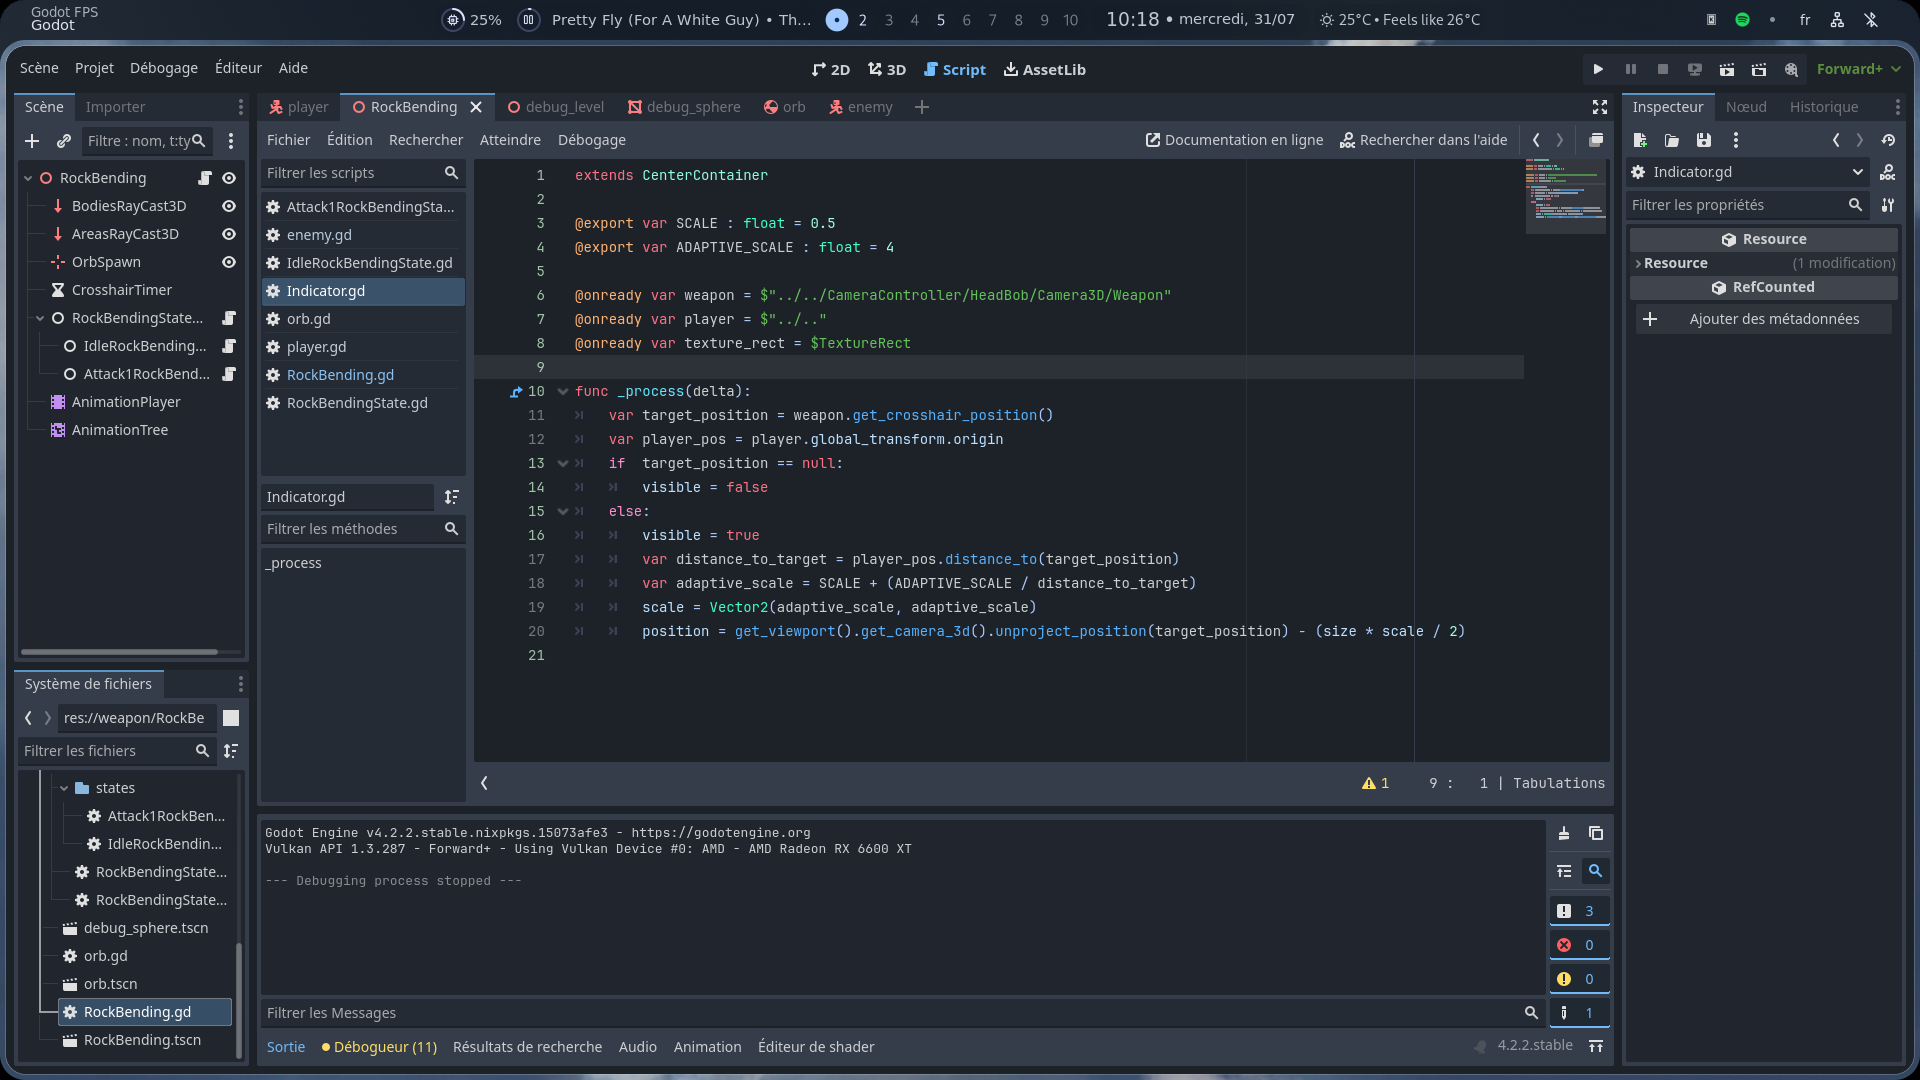 Godot FPS
Godot
25%
Pretty Fly (For A White Guy) • Th...
2 3 4 5 6 7 8 9 10
10:18 • mercredi, 31/07
25°C • Feels like 26°C
fr
Scène Projet Débogage Éditeur Aide
2D 3D Script AssetLib
Forward+
Scène Importer
player RockBending debug_level debug_sphere orb enemy
Inspecteur Nœud Historique
Filtre : nom, t:ty
Fichier Édition Rechercher Atteindre Débogage
Documentation en ligne Rechercher dans l'aide
RockBending
BodiesRayCast3D
AreasRayCast3D
OrbSpawn
CrosshairTimer
RockBendingState...
IdleRockBending...
Attack1RockBend...
AnimationPlayer
AnimationTree
Filtrer les scripts
Attack1RockBendingSta...
enemy.gd
IdleRockBendingState.gd
Indicator.gd
orb.gd
player.gd
RockBending.gd
RockBendingState.gd
Indicator.gd
Filtrer les méthodes
_process
1 extends CenterContainer
2
3 @export var SCALE : float = 0.5
4 @export var ADAPTIVE_SCALE : float = 4
5
6 @onready var weapon = $"../../CameraController/HeadBob/Camera3D/Weapon"
7 @onready var player = $"../.."
8 @onready var texture_rect = $TextureRect
9
10 func _process(delta):
11 var target_position = weapon.get_crosshair_position()
12 var player_pos = player.global_transform.origin
13 if  target_position == null:
14 visible = false
15 else:
16 visible = true
17 var distance_to_target = player_pos.distance_to(target_position)
18 var adaptive_scale = SCALE + (ADAPTIVE_SCALE / distance_to_target)
19 scale = Vector2(adaptive_scale, adaptive_scale)
20 position = get_viewport().get_camera_3d().unproject_position(target_position) - (size * scale / 2)
21
1 9 : 1 | Tabulations
Indicator.gd
Filtrer les propriétés
Resource
Resource (1 modification)
RefCounted
Ajouter des métadonnées
Système de fichiers
res://weapon/RockBe
Filtrer les fichiers
states
Attack1RockBen...
IdleRockBendin...
RockBendingState...
RockBendingState...
debug_sphere.tscn
orb.gd
orb.tscn
RockBending.gd
RockBending.tscn
Godot Engine v4.2.2.stable.nixpkgs.15073afe3 - https://godotengine.org
Vulkan API 1.3.287 - Forward+ - Using Vulkan Device #0: AMD - AMD Radeon RX 6600 XT
--- Debugging process stopped ---
3
0
0
1
Filtrer les Messages
Sortie Débogueur (11) Résultats de recherche Audio Animation Éditeur de shader
4.2.2.stable